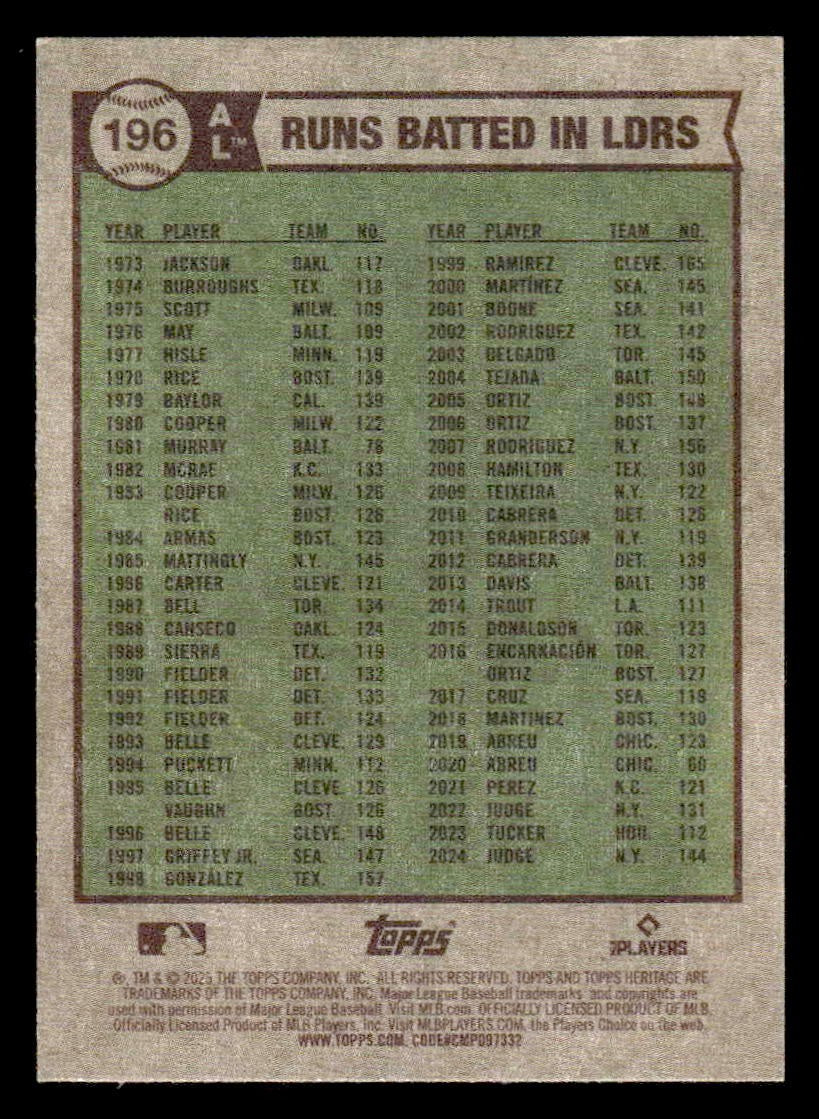 196 AL™ RUNS BATTED IN LDRS
YEAR PLAYER TEAM NO.
1973 JACKSON OAKL. 117
1974 BURROUGHS TEX. 118
1975 SCOTT MILW. 109
1976 MAY BALT. 109
1977 HISLE MINN. 119
1978 RICE BOST. 139
1979 BAYLOR CAL. 139
1980 COOPER MILW. 122
1981 MURRAY BALT. 78
1982 MCRAE K.C. 133
1983 COOPER MILW. 126
RICE BOST. 126
1984 ARMAS BOST. 123
1985 MATTINGLY N.Y. 145
1986 CARTER CLEVE. 121
1987 BELL TOR. 134
1988 CANSECO OAKL. 124
1989 SIERRA TEX. 119
1990 FIELDER DET. 132
1991 FIELDER DET. 133
1992 FIELDER DET. 124
1993 BELLE CLEVE. 129
1994 PUCKETT MINN. 112
1995 BELLE CLEVE. 126
VAUGHN BOST. 126
1996 BELLE CLEVE. 148
1997 GRIFFEY JR. SEA. 147
1998 GONZÁLEZ TEX. 157
YEAR PLAYER TEAM NO.
1999 RAMIREZ CLEVE. 165
2000 MARTÍNEZ SEA. 145
2001 BOONE SEA. 141
2002 RODRIGUEZ TEX. 142
2003 DELGADO TOR. 145
2004 TEJADA BALT. 150
2005 ORTIZ BOST. 148
2006 ORTIZ BOST. 137
2007 RODRIGUEZ N.Y. 156
2008 HAMILTON TEX. 130
2009 TEIXEIRA N.Y. 122
2010 CABRERA DET. 126
2011 GRANDERSON N.Y. 119
2012 CABRERA DET. 139
2013 DAVIS BALT. 138
2014 TROUT L.A. 111
2015 DONALDSON TOR. 123
2016 ENCARNACIÓN TOR. 127
ORTIZ BOST. 127
2017 CRUZ SEA. 119
2018 MARTINEZ BOST. 130
2019 ABREU CHIC. 123
2020 ABREU CHIC. 60
2021 PEREZ K.C. 121
2022 JUDGE N.Y. 131
2023 TUCKER HOU. 112
2024 JUDGE N.Y. 144
Topps
PLAYERS
®, TM & © 2025 THE TOPPS COMPANY, INC. ALL RIGHTS RESERVED. TOPPS AND TOPPS HERITAGE ARE
TRADEMARKS OF THE TOPPS COMPANY, INC. Major League Baseball trademarks and copyrights are
used with permission of Major League Baseball. Visit MLB.com. OFFICIALLY LICENSED PRODUCT OF MLB
Officially Licensed Product of MLB Players, Inc. Visit MLBPLAYERS.COM, the Players Choice on the web.
WWW.TOPPS.COM. CODE#CMP097332